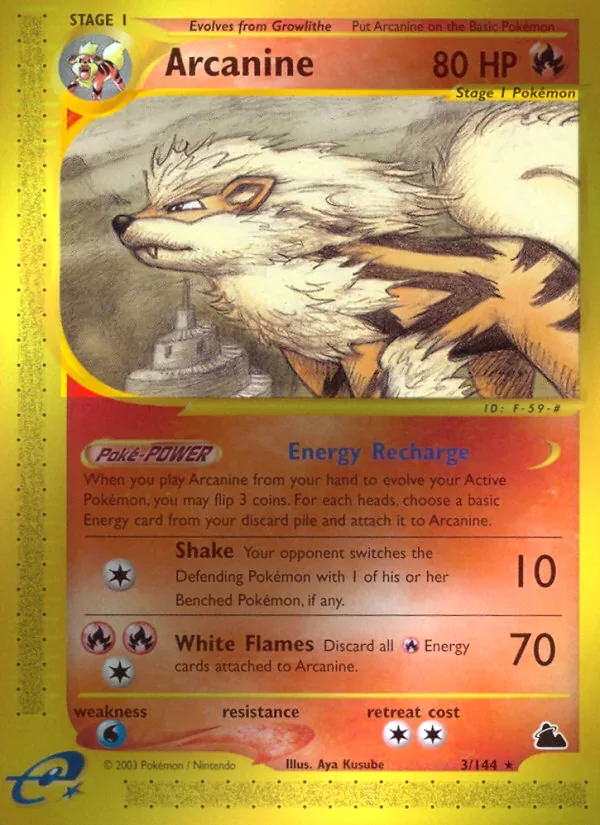 STAGE 1
Evolves from Growlithe Put Arcanine on the Basic Pokémon
Arcanine 80 HP
Stage 1 Pokémon
ID: F-59-#
Poké-POWER Energy Recharge
When you play Arcanine from your hand to evolve your Active
Pokémon, you may flip 3 coins. For each heads, choose a basic
Energy card from your discard pile and attach it to Arcanine.
Shake Your opponent switches the
Defending Pokémon with 1 of his or her
Benched Pokémon, if any.
10
White Flames Discard all Energy
cards attached to Arcanine.
70
weakness resistance retreat cost
© 2003 Pokémon / Nintendo Illus. Aya Kusube 3/144 ★
e